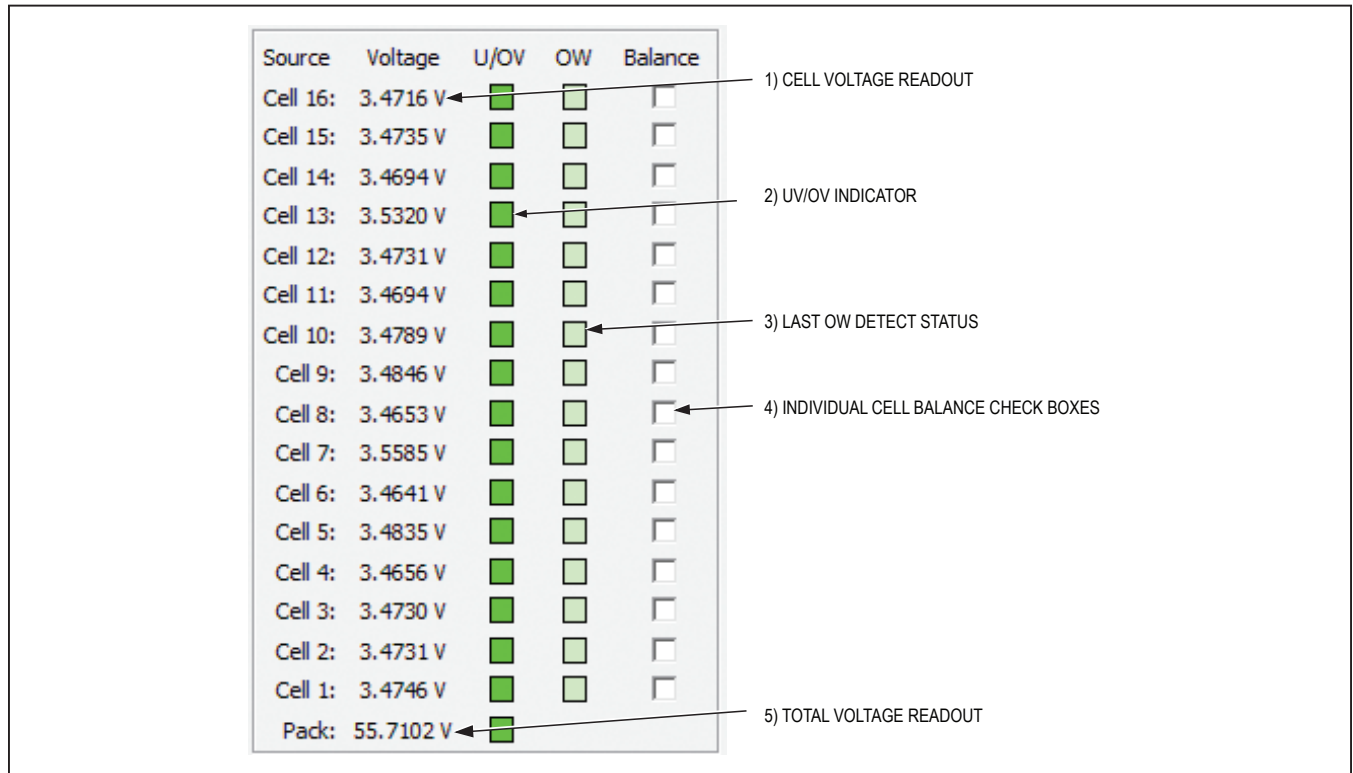 Source Voltage U/OV OW Balance
Cell 16: 3.4716 V
Cell 15: 3.4735 V
Cell 14: 3.4694 V
Cell 13: 3.5320 V
Cell 12: 3.4731 V
Cell 11: 3.4694 V
Cell 10: 3.4789 V
Cell 9: 3.4846 V
Cell 8: 3.4653 V
Cell 7: 3.5585 V
Cell 6: 3.4641 V
Cell 5: 3.4835 V
Cell 4: 3.4656 V
Cell 3: 3.4730 V
Cell 2: 3.4731 V
Cell 1: 3.4746 V
Pack: 55.7102 V
1) CELL VOLTAGE READOUT
2) UV/OV INDICATOR
3) LAST OW DETECT STATUS
4) INDIVIDUAL CELL BALANCE CHECK BOXES
5) TOTAL VOLTAGE READOUT